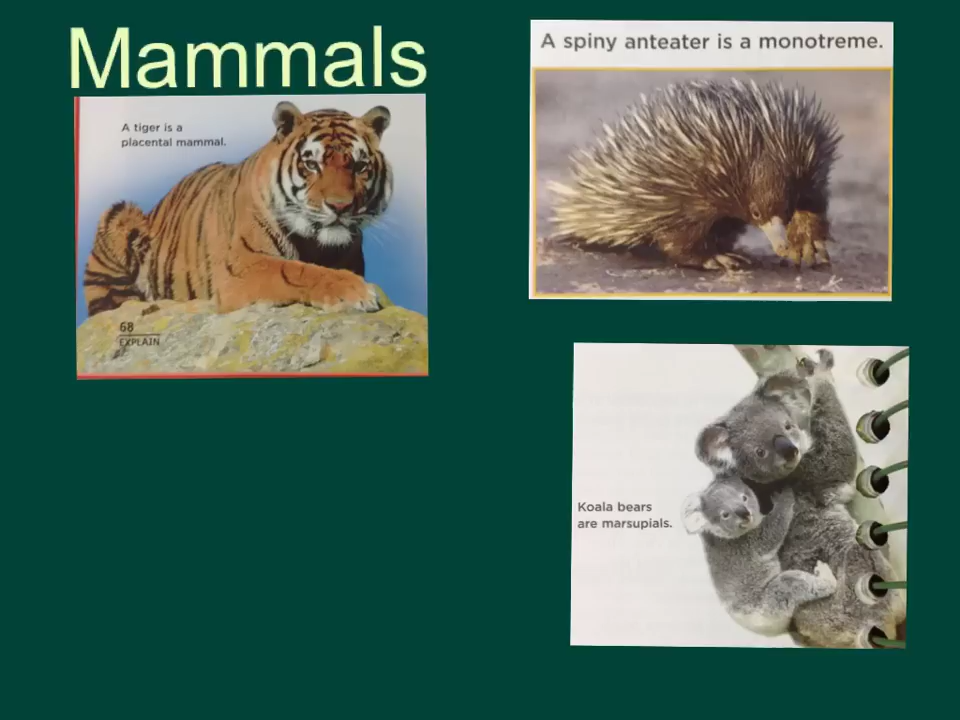 Mammals
A tiger is a
placental mammal.
68
EXPLAIN
A spiny anteater is a monotreme.
Koala bears
are marsupials.